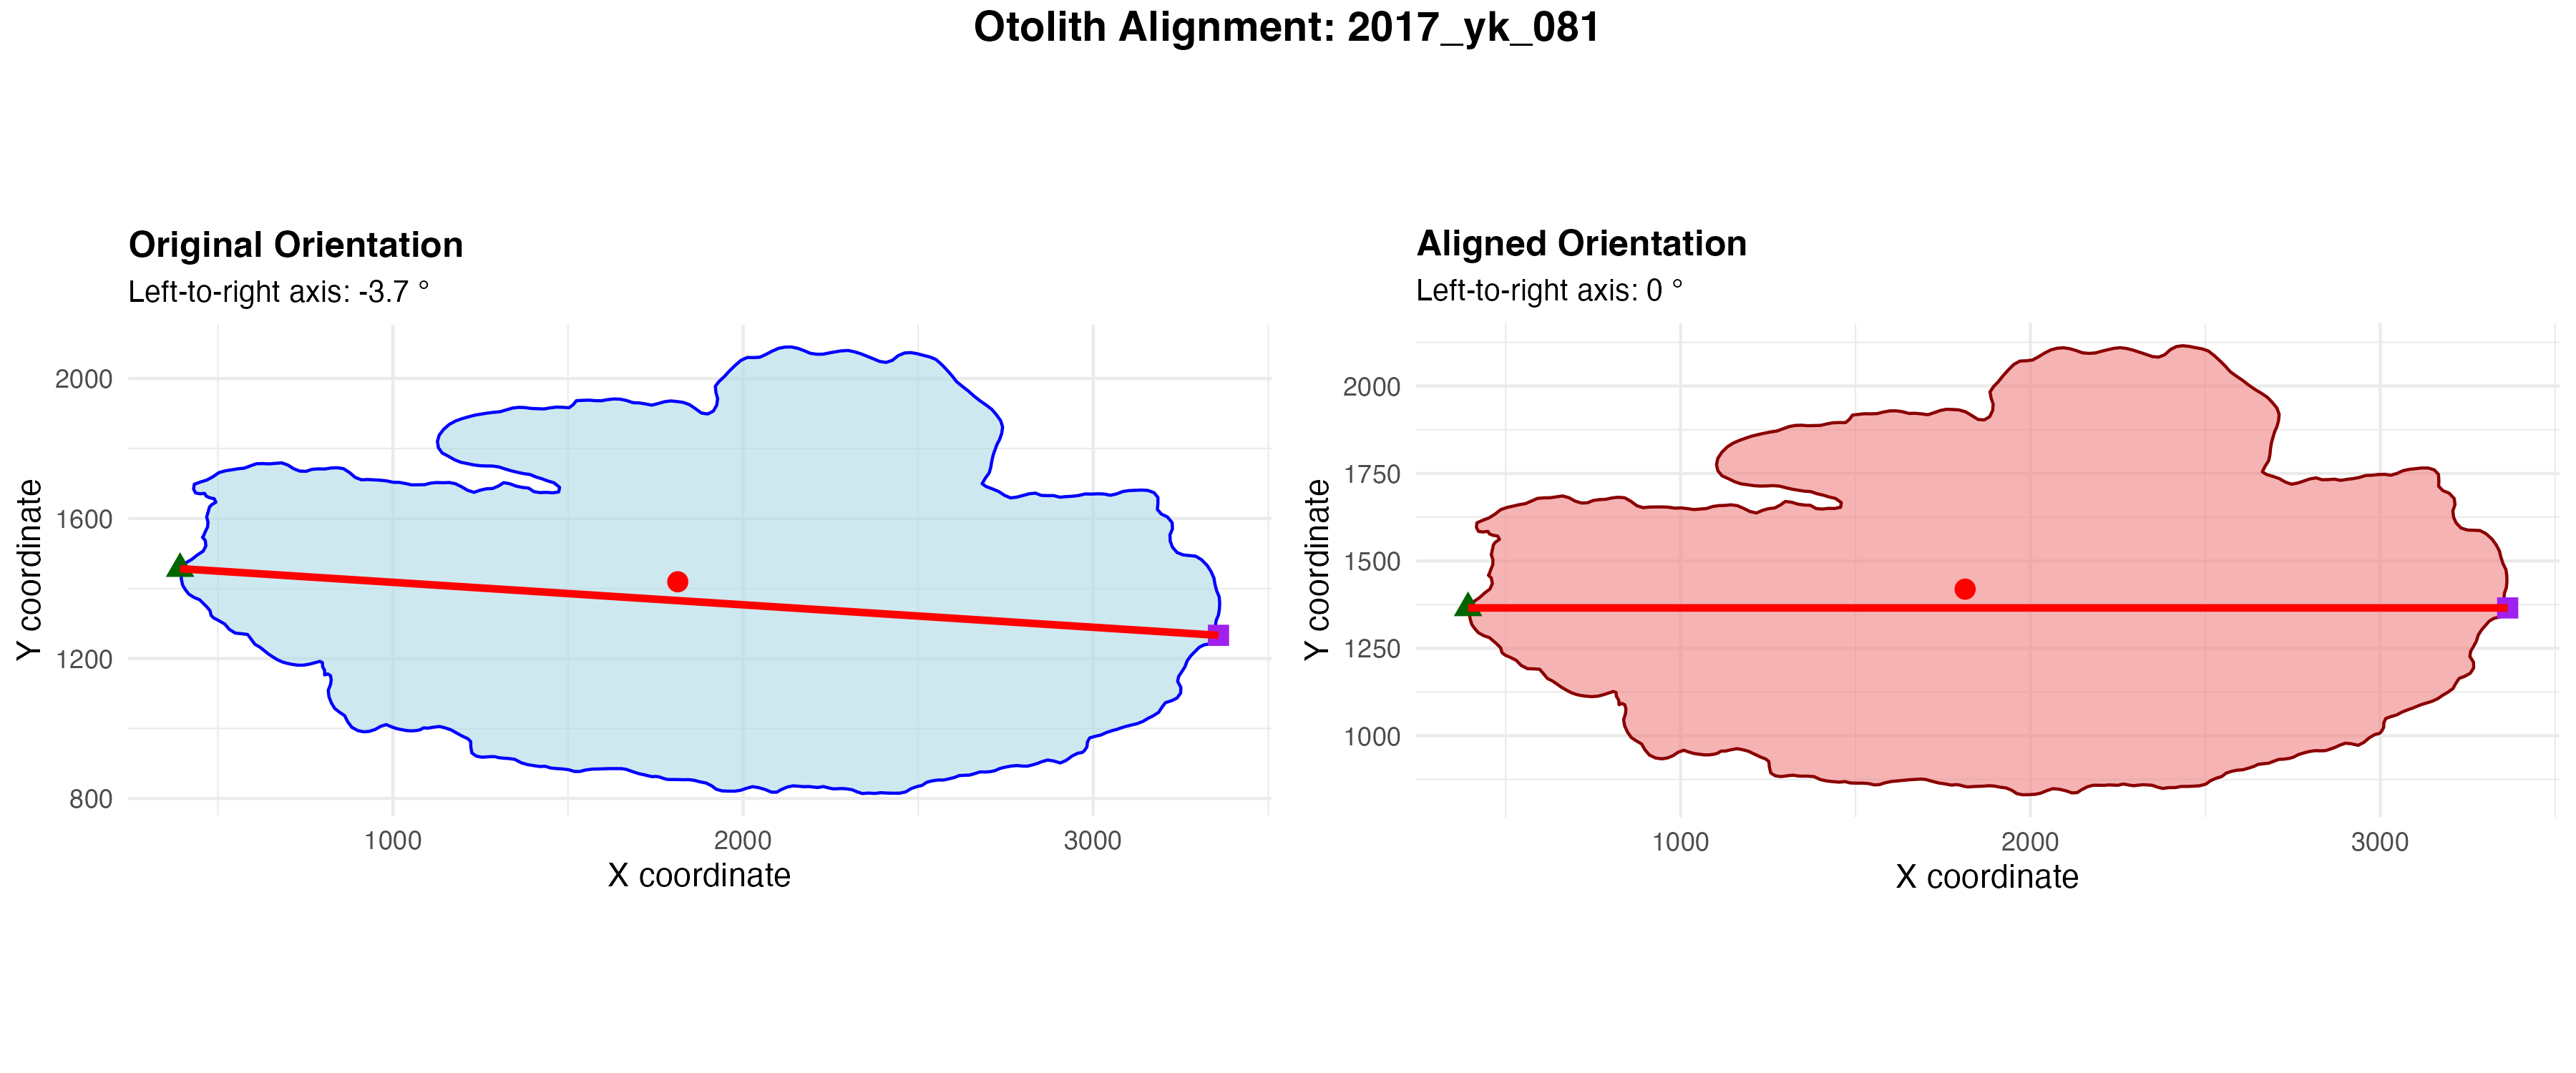 Otolith Alignment: 2017_yk_081
Original Orientation
Left-to-right axis: -3.7 °
2000
1600
1200
800
Y coordinate
1000 2000 3000
X coordinate
Aligned Orientation
Left-to-right axis: 0 °
2000
1750
1500
1250
1000
Y coordinate
1000 2000 3000
X coordinate